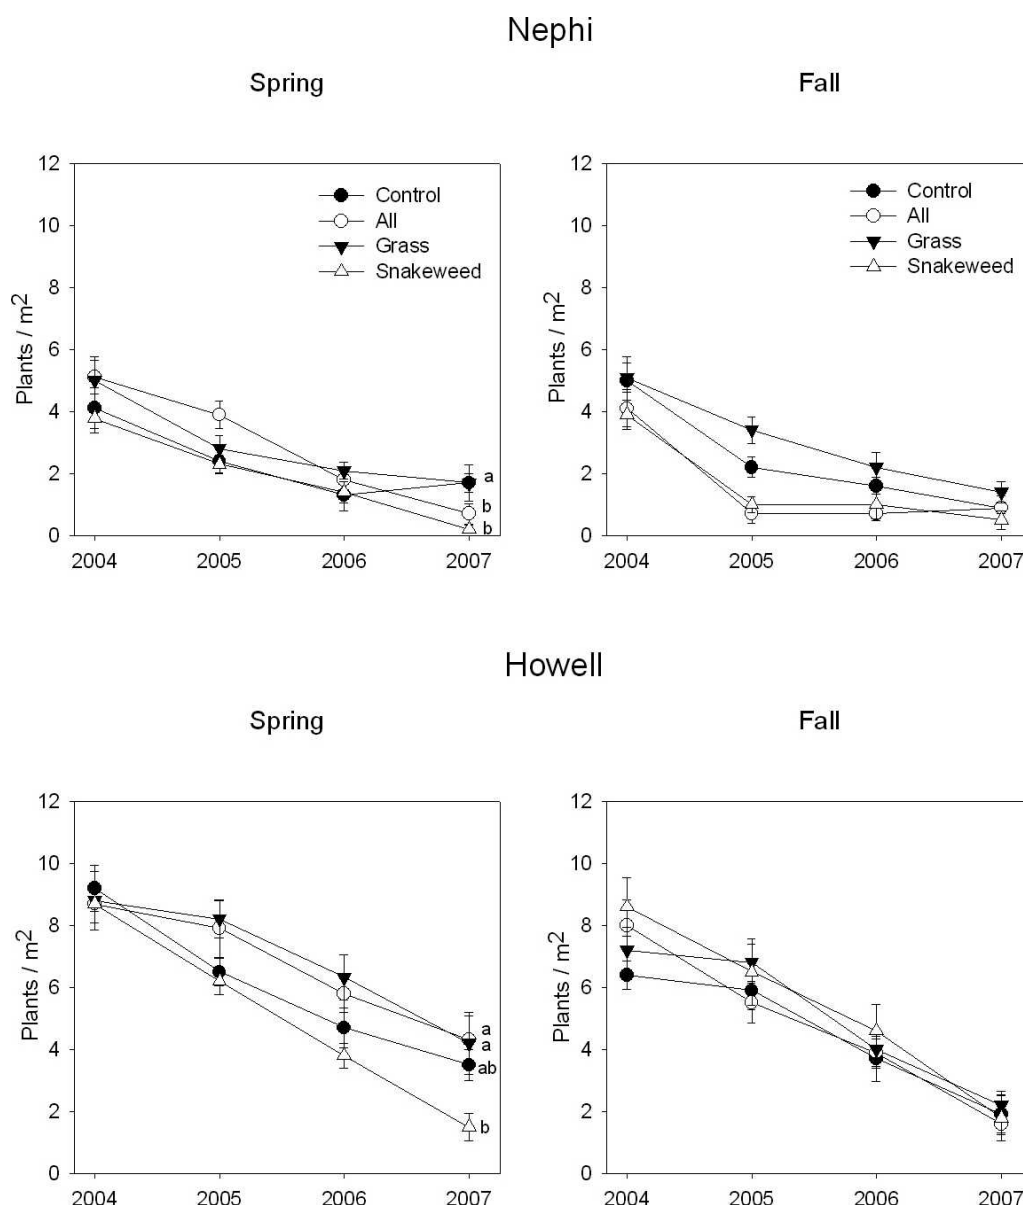 Nephi
Spring
Fall
12
10
8
6
4
2
0
Plants / m2
Control
All
Grass
Snakeweed
a
b
b
2004 2005 2006 2007
12
10
8
6
4
2
0
Plants / m2
Control
All
Grass
Snakeweed
2004 2005 2006 2007
Howell
Spring
Fall
12
10
8
6
4
2
0
Plants / m2
a
a
ab
b
2004 2005 2006 2007
12
10
8
6
4
2
0
Plants / m2
2004 2005 2006 2007